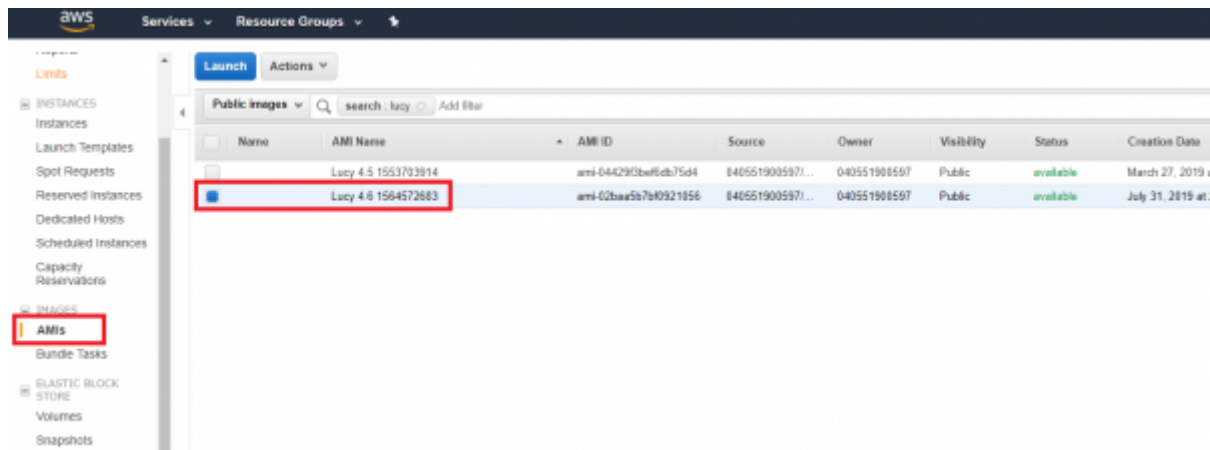 aws Services Resource Groups
Limits
INSTANCES
Instances
Launch Templates
Spot Requests
Reserved Instances
Dedicated Hosts
Scheduled Instances
Capacity
Reservations
IMAGES
AMIs
Bundle Tasks
ELASTIC BLOCK
STORE
Volumes
Snapshots
Launch Actions
Public images search : lucy Add filter
Name AMI Name AMI ID Source Owner Visibility Status Creation Date
Lucy 4.5 1553703914 040551900597/... 040551900597 Public available March 27, 2019
Lucy 4.6 1564572683 ami-02baa5b7bf0921056 040551900597/... 040551900597 Public available July 31, 2019 at